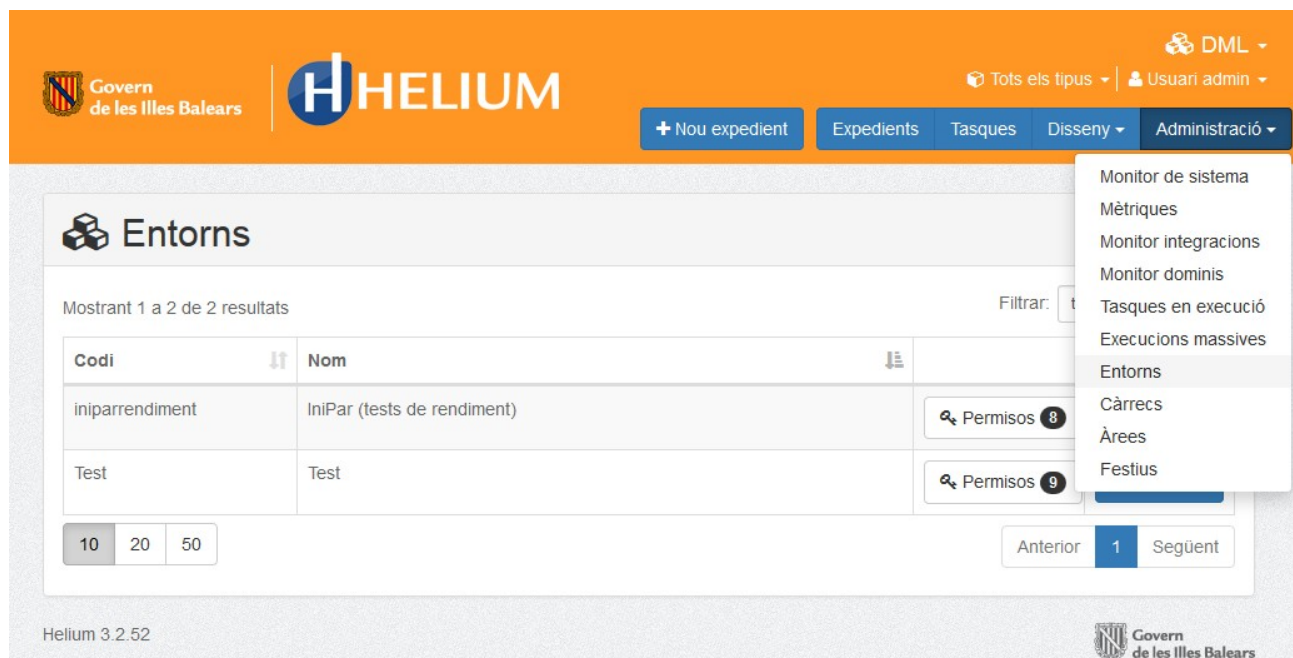 DML
Govern
de les Illes Balears
HELIUM
Tots els tipus
Usuari admin
Nou expedient
Expedients
Tasques
Disseny
Administració
Monitor de sistema
Mètriques
Monitor integracions
Monitor dominis
Tasques en execució
Execucions massives
Entorns
Càrrecs
Àrees
Festius
Entorns
Mostrant 1 a 2 de 2 resultats
Filtrar: t
Codi Nom
iniparrendiment IniPar (tests de rendiment) Permisos 8
Test Test Permisos 9
10 20 50
Anterior 1 Següent
Helium 3.2.52
Govern
de les Illes Balears